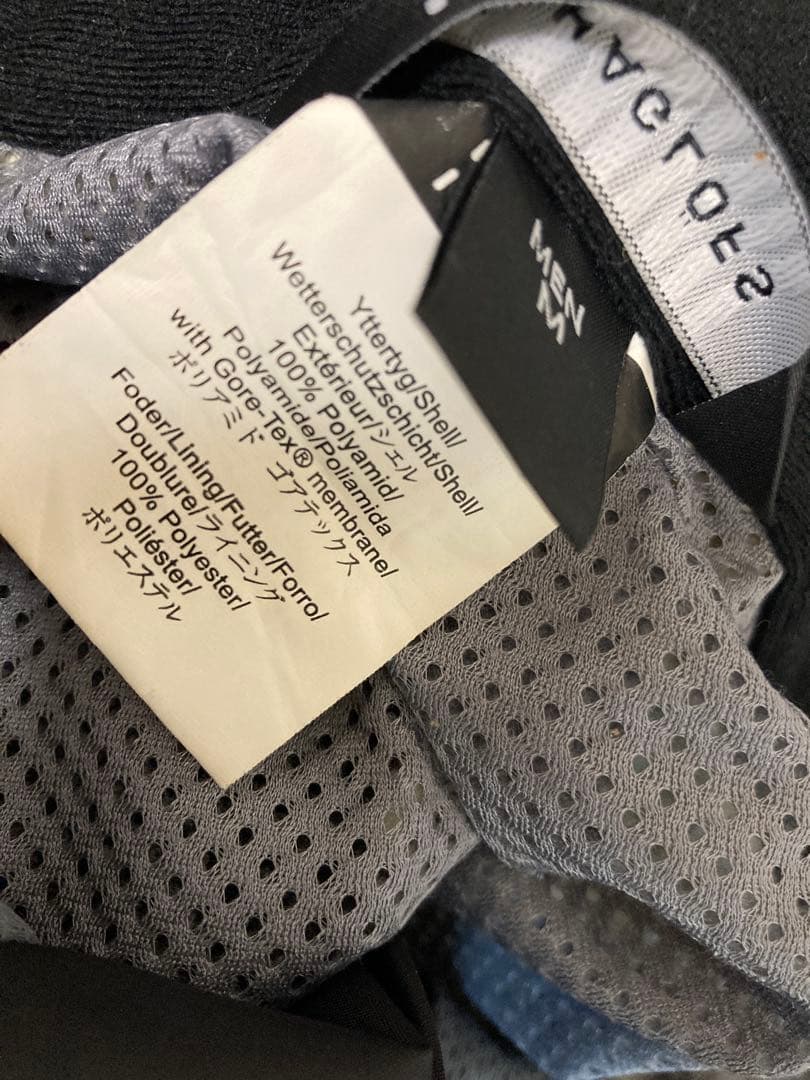 HAGLOFS
MEN
M
Yttertyg/Shell/
Wetterschutzschicht/Shell/
Extérieur/シェル
100% Polyamid/
Polyamide/Poliamida
with Gore-Tex® membrane/
ポリアミド ゴアテックス
Foder/Lining/Futter/Forro/
Doublure/ライニング
100% Polyester/
Poliéster/
ポリエステル